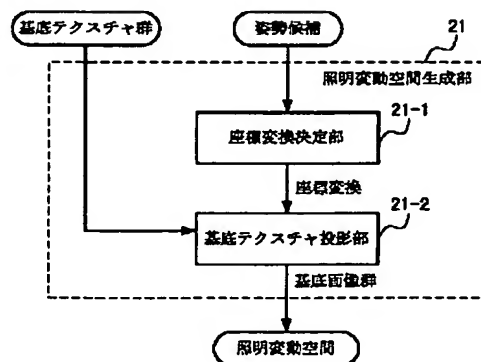 基底テクスチャ群
姿勢候補
21
照明変動空間生成部
21-1
座標変換決定部
座標変換
21-2
基底テクスチャ投影部
基底画像群
照明変動空間